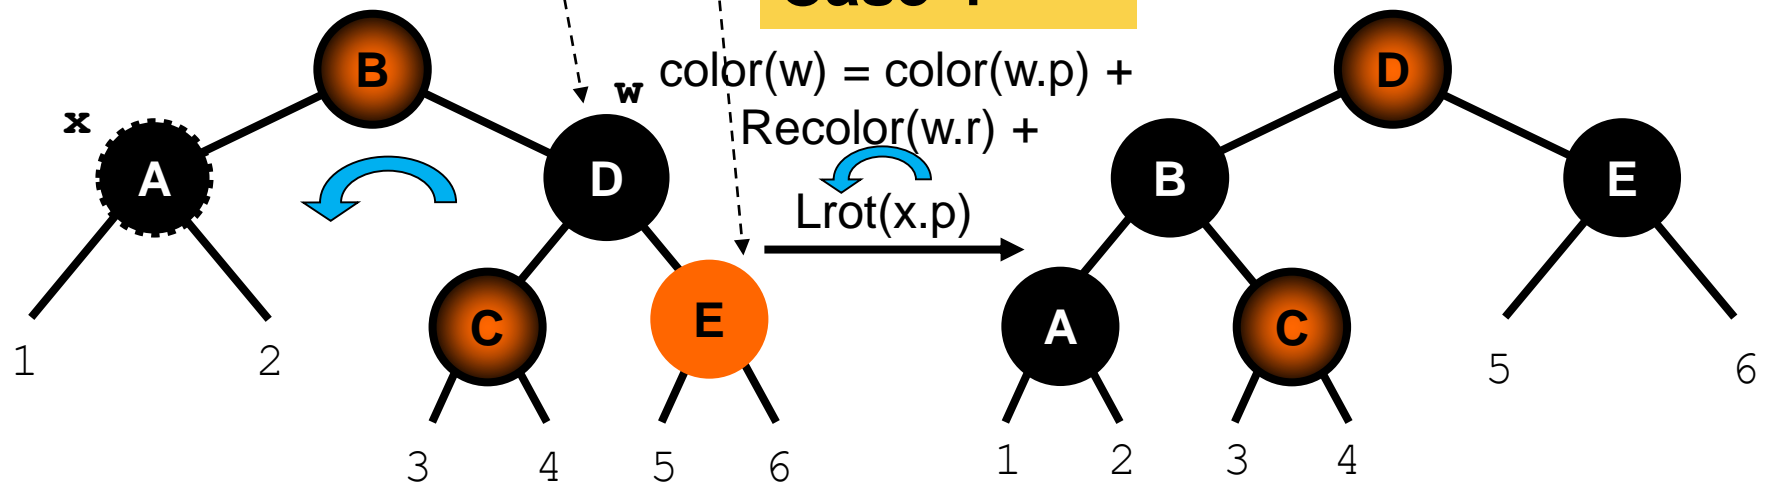 B
x
A
w
D
C
E
1
2
3
4
5
6
color(w) = color(w.p) +
Recolor(w.r) +
Lrot(x.p)
D
B
E
A
C
5
6
1
2
3
4